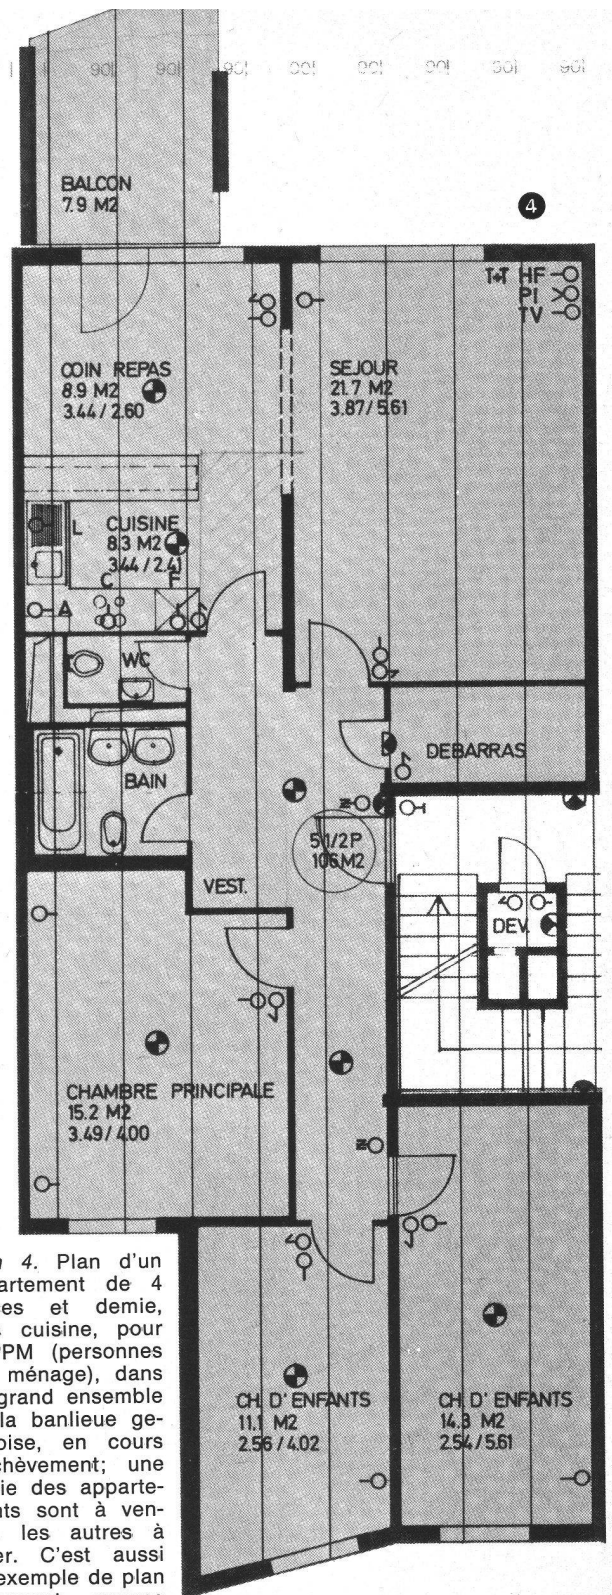 BALCON
7.9 M2
4
T+T HF
PI
TV
COIN REPAS
8.9 M2
3.44 / 2.60
SEJOUR
21.7 M2
3.87 / 5.61
CUISINE
8.3 M2
3.44 / 2.41
L
C
F
WC
BAIN
DEBARRAS
5 1/2 P
106 M2
VEST.
DEV.
CHAMBRE PRINCIPALE
15.2 M2
3.49 / 4.00
CH. D'ENFANTS
11.1 M2
2.56 / 4.02
CH. D'ENFANTS
14.3 M2
2.54 / 5.61
4. Plan d'un
artement de 4
ces et demie,
cuisine, pour
PM (personnes
ménage), dans
grand ensemble
la banlieue ge-
oise, en cours
chèvement; une
ie des apparte-
nts sont à ven-
les autres à
er. C'est aussi
exemple de plan